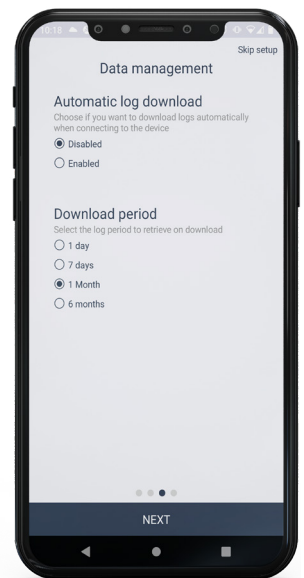 10:18
Skip setup
Data management
Automatic log download
Choose if you want to download logs automatically
when connecting to the device
Disabled
Enabled
Download period
Select the log period to retrieve on download
1 day
7 days
1 Month
6 months
NEXT